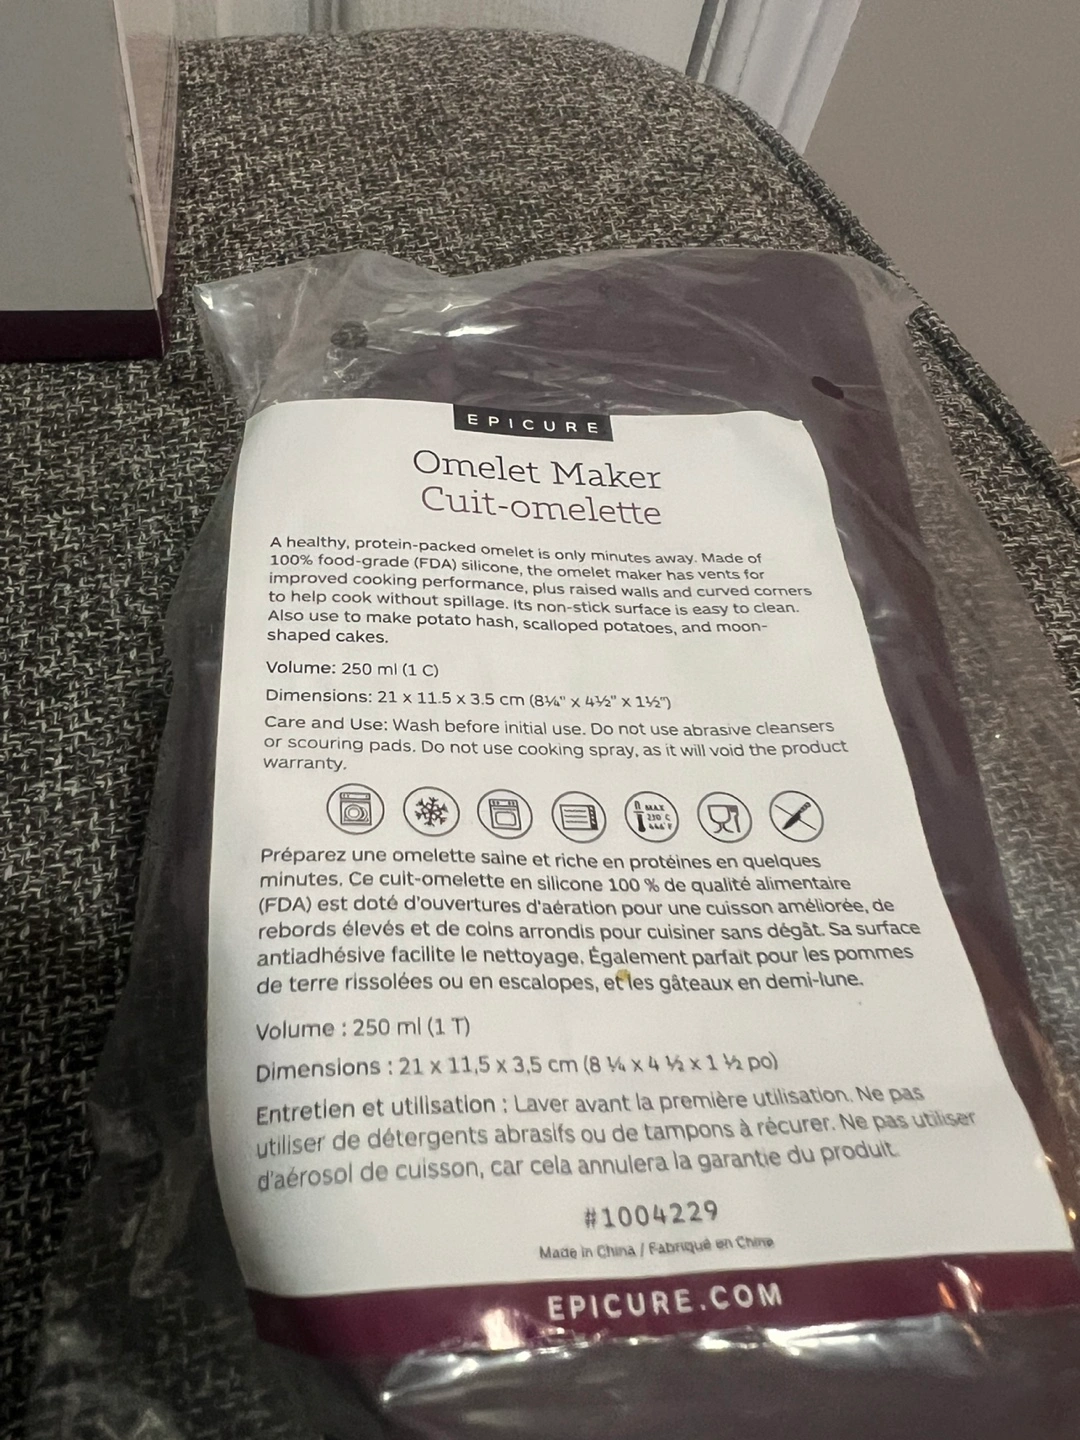 EPICURE
Omelet Maker
Cuit-omelette
A healthy, protein-packed omelet is only minutes away. Made of
100% food-grade (FDA) silicone, the omelet maker has vents for
improved cooking performance, plus raised walls and curved corners
to help cook without spillage. Its non-stick surface is easy to clean.
Also use to make potato hash, scalloped potatoes, and moon-
shaped cakes.
Volume: 250 ml (1 C)
Dimensions: 21 x 11.5 x 3.5 cm (8¼" x 4½" x 1½")
Care and Use: Wash before initial use. Do not use abrasive cleansers
or scouring pads. Do not use cooking spray, as it will void the product
warranty.
MAX
230˚C
446˚F
Préparez une omelette saine et riche en protéines en quelques
minutes. Ce cuit-omelette en silicone 100 % de qualité alimentaire
(FDA) est doté d'ouvertures d'aération pour une cuisson améliorée, de
rebords élevés et de coins arrondis pour cuisiner sans dégât. Sa surface
antiadhésive facilite le nettoyage. Également parfait pour les pommes
de terre rissolées ou en escalopes, et les gâteaux en demi-lune.
Volume : 250 ml (1 T)
Dimensions : 21 x 11,5 x 3,5 cm (8 ¼ x 4 ½ x 1 ½ po)
Entretien et utilisation : Laver avant la première utilisation. Ne pas
utiliser de détergents abrasifs ou de tampons à récurer. Ne pas utiliser
d'aérosol de cuisson, car cela annulera la garantie du produit.
#1004229
Made in China / Fabriqué en Chine
EPICURE.COM